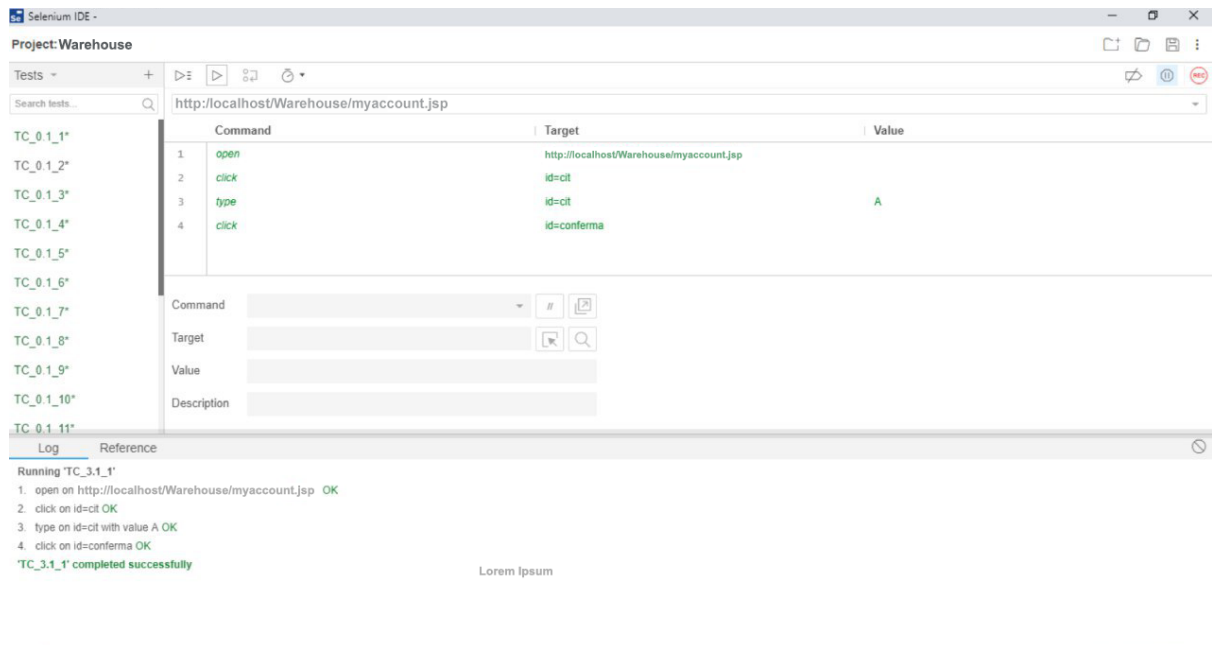 Se Selenium IDE -
Project: Warehouse
Tests
Search tests...
http:/localhost/Warehouse/myaccount.jsp
REC
TC_0.1_1*
TC_0.1_2*
TC_0.1_3*
TC_0.1_4*
TC_0.1_5*
TC_0.1_6*
TC_0.1_7*
TC_0.1_8*
TC_0.1_9*
TC_0.1_10*
TC_0.1_11*
Command Target Value
1 open http://localhost/Warehouse/myaccount.jsp
2 click id=cit
3 type id=cit A
4 click id=conferma
Command //
Target
Value
Description
Log Reference
Running 'TC_3.1_1'
1. open on http://localhost/Warehouse/myaccount.jsp OK
2. click on id=cit OK
3. type on id=cit with value A OK
4. click on id=conferma OK
'TC_3.1_1' completed successfully
Lorem Ipsum